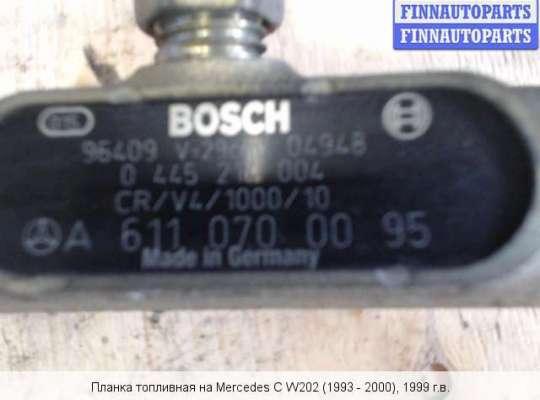 FINNAUTOPARTS
FINNAUTOPARTS
BOSCH
96409 04948
0 445 004
CR/V4/1000/10
A 611 070 00 95
Made in Germany
Планка топливная на Mercedes C W202 (1993 - 2000), 1999 г.в.